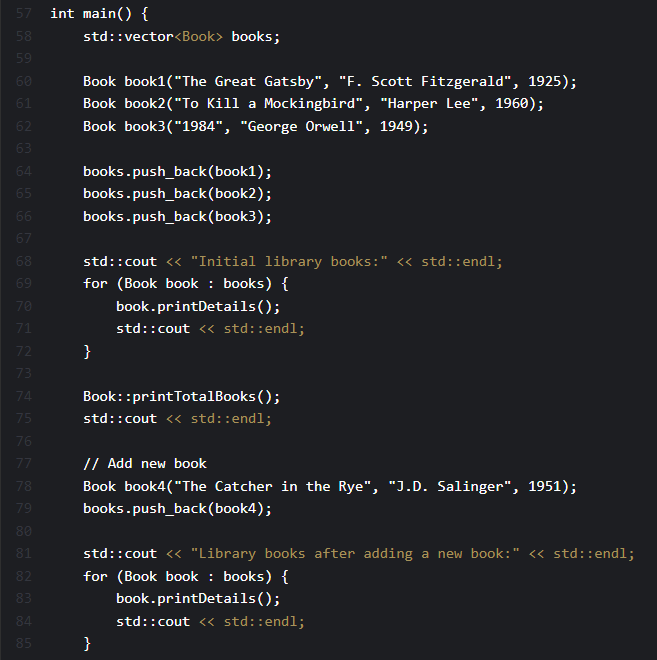 57 int main() {
58     std::vector<Book> books;
59
60     Book book1("The Great Gatsby", "F. Scott Fitzgerald", 1925);
61     Book book2("To Kill a Mockingbird", "Harper Lee", 1960);
62     Book book3("1984", "George Orwell", 1949);
63
64     books.push_back(book1);
65     books.push_back(book2);
66     books.push_back(book3);
67
68     std::cout << "Initial library books:" << std::endl;
69     for (Book book : books) {
70         book.printDetails();
71         std::cout << std::endl;
72     }
73
74     Book::printTotalBooks();
75     std::cout << std::endl;
76
77     // Add new book
78     Book book4("The Catcher in the Rye", "J.D. Salinger", 1951);
79     books.push_back(book4);
80
81     std::cout << "Library books after adding a new book:" << std::endl;
82     for (Book book : books) {
83         book.printDetails();
84         std::cout << std::endl;
85     }